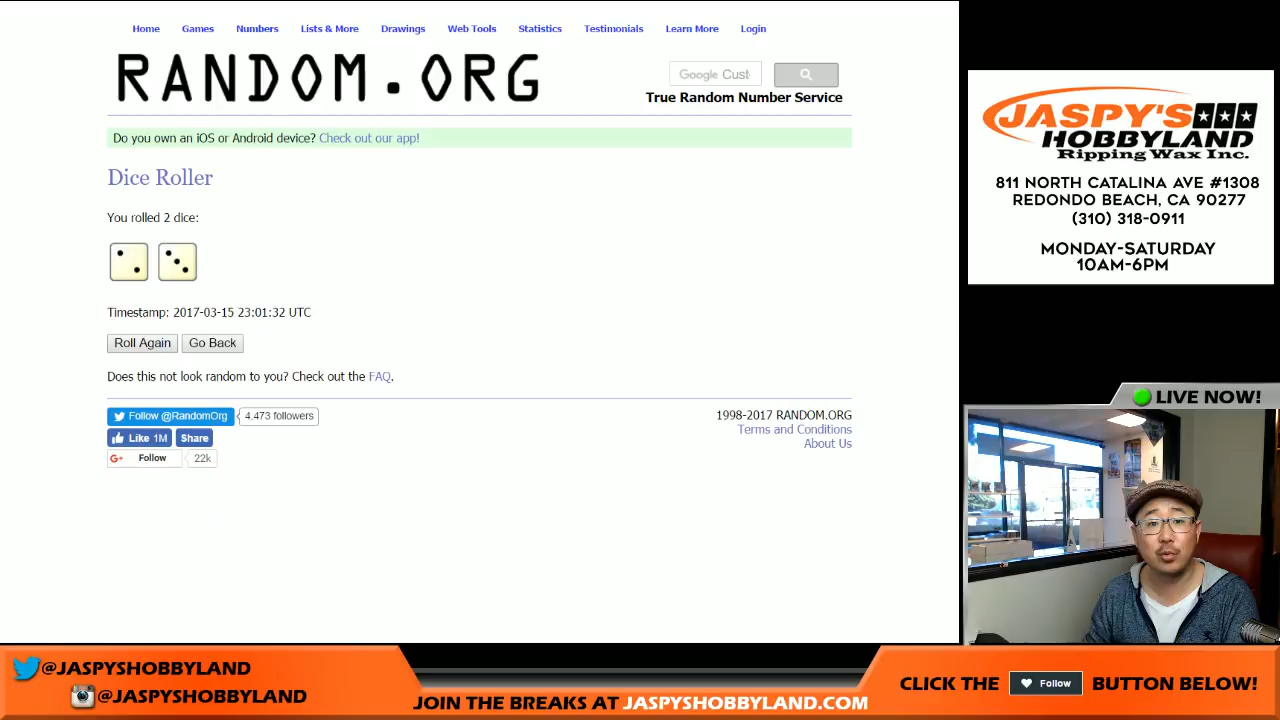 Home Games Numbers Lists & More Drawings Web Tools Statistics Testimonials Learn More Login
RANDOM.ORG
Google Cust
True Random Number Service
Do you own an iOS or Android device? Check out our app!
Dice Roller
You rolled 2 dice:
Timestamp: 2017-03-15 23:01:32 UTC
Roll Again Go Back
Does this not look random to you? Check out the FAQ.
Follow @RandomOrg 4,473 followers
Like 1M Share
Follow 22k
1998-2017 RANDOM.ORG
Terms and Conditions
About Us
JASPY'S
HOBBYLAND
Ripping Wax Inc.
811 NORTH CATALINA AVE #1308
REDONDO BEACH, CA 90277
(310) 318-0911
MONDAY-SATURDAY
10AM-6PM
LIVE NOW!
@JASPYSHOBBYLAND
@JASPYSHOBBYLAND
JOIN THE BREAKS AT JASPYSHOBBYLAND.COM
CLICK THE Follow BUTTON BELOW!